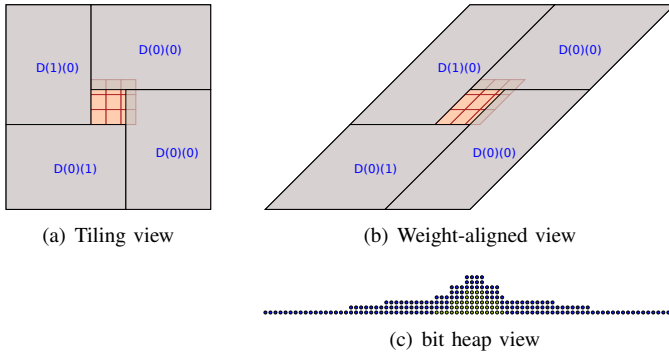 D(1)(0)
D(0)(0)
D(0)(1)
D(0)(0)
(a) Tiling view
D(0)(0)
D(1)(0)
D(0)(1)
D(0)(0)
(b) Weight-aligned view
(c) bit heap view